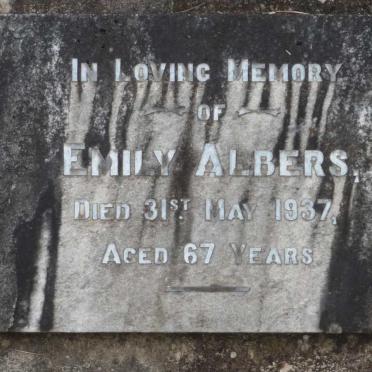 In Loving Memory
of
Emily Albers,
Died 31st May 1937,
Aged 67 Years.